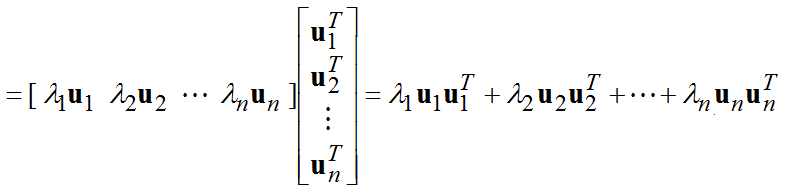 = [ λ₁u₁ λ₂u₂ ⋯ λₙuₙ ] [ u₁ᵀ u₂ᵀ ⋮ uₙᵀ ] = λ₁u₁u₁ᵀ + λ₂u₂u₂ᵀ + ⋯ + λₙuₙuₙᵀ